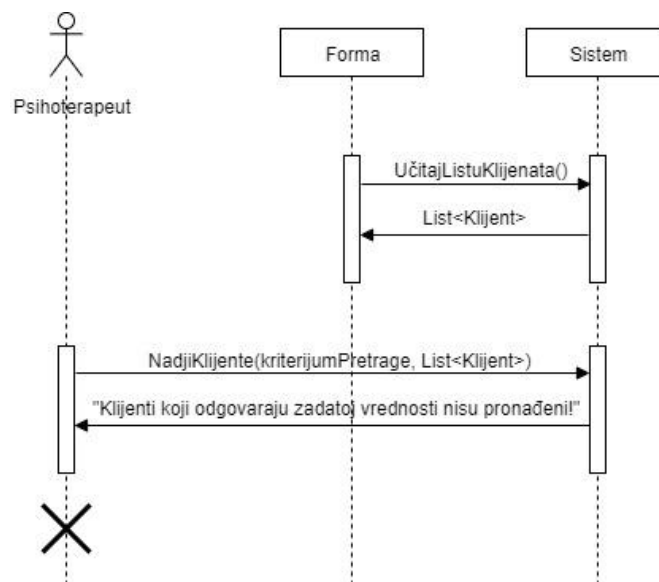 Forma
Sistem
Psihoterapeut
UčitajListuKlijenata()
List<Klijent>
NadjiKlijente(kriterijumPretrage, List<Klijent>)
"Klijenti koji odgovaraju zadatoj vrednosti nisu pronađeni!"